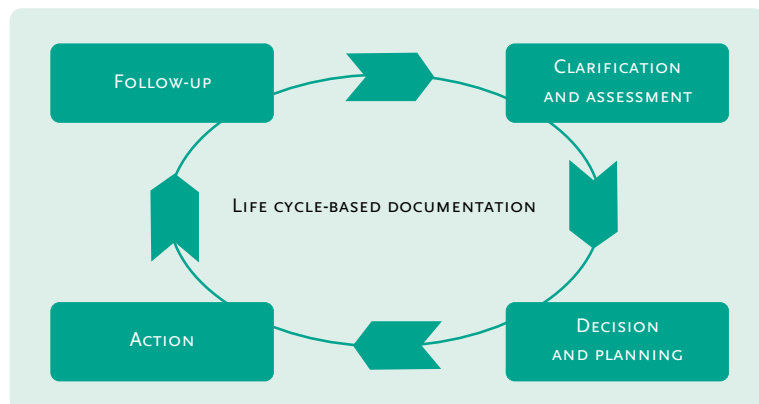 Follow-up
Clarification
and assessment
Life cycle-based documentation
Action
Decision
and planning